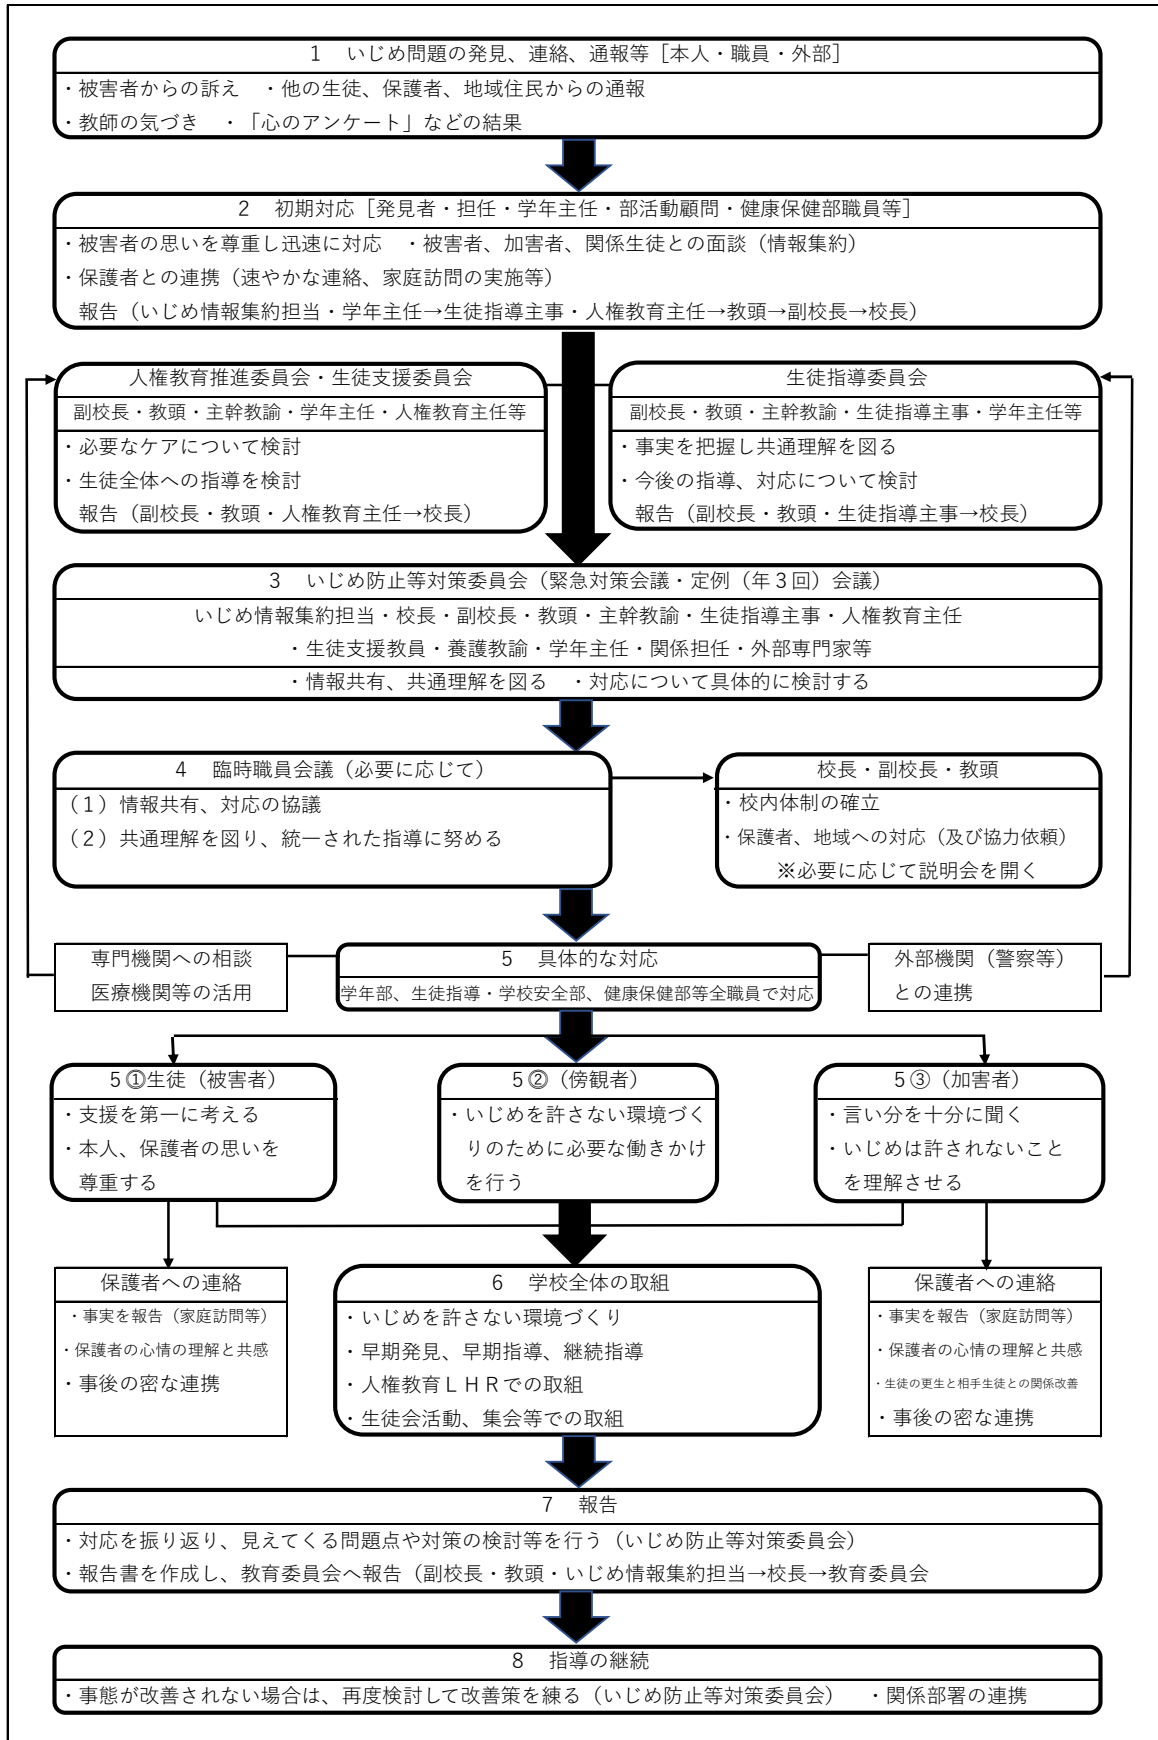 1　いじめ問題の発見、連絡、通報等［本人・職員・外部］
・被害者からの訴え　・他の生徒、保護者、地域住民からの通報
・教師の気づき　・「心のアンケート」などの結果
2　初期対応［発見者・担任・学年主任・部活動顧問・健康保健部職員等］
・被害者の思いを尊重し迅速に対応　・被害者、加害者、関係生徒との面談（情報集約）
・保護者との連携（速やかな連絡、家庭訪問の実施等）
報告（いじめ情報集約担当・学年主任→生徒指導主事・人権教育主任→教頭→副校長→校長）
人権教育推進委員会・生徒支援委員会
副校長・教頭・主幹教諭・学年主任・人権教育主任等
・必要なケアについて検討
・生徒全体への指導を検討
報告（副校長・教頭・人権教育主任→校長）
生徒指導委員会
副校長・教頭・主幹教諭・生徒指導主事・学年主任等
・事実を把握し共通理解を図る
・今後の指導、対応について検討
報告（副校長・教頭・生徒指導主事→校長）
3　いじめ防止等対策委員会（緊急対策会議・定例（年３回）会議）
いじめ情報集約担当・校長・副校長・教頭・主幹教諭・生徒指導主事・人権教育主任
・生徒支援教員・養護教諭・学年主任・関係担任・外部専門家等
・情報共有、共通理解を図る　・対応について具体的に検討する
4　臨時職員会議（必要に応じて）
（１）情報共有、対応の協議
（２）共通理解を図り、統一された指導に努める
校長・副校長・教頭
・校内体制の確立
・保護者、地域への対応（及び協力依頼）
※必要に応じて説明会を開く
専門機関への相談
医療機関等の活用
5　具体的な対応
学年部、生徒指導・学校安全部、健康保健部等全職員で対応
外部機関（警察等）
との連携
5①生徒（被害者）
・支援を第一に考える
・本人、保護者の思いを
尊重する
5②（傍観者）
・いじめを許さない環境づく
りのために必要な働きかけ
を行う
5③（加害者）
・言い分を十分に聞く
・いじめは許されないこと
を理解させる
保護者への連絡
・事実を報告（家庭訪問等）
・保護者の心情の理解と共感
・事後の密な連携
6　学校全体の取組
・いじめを許さない環境づくり
・早期発見、早期指導、継続指導
・人権教育ＬＨＲでの取組
・生徒会活動、集会等での取組
保護者への連絡
・事実を報告（家庭訪問等）
・保護者の心情の理解と共感
・生徒の更生と相手生徒との関係改善
・事後の密な連携
7　報告
・対応を振り返り、見えてくる問題点や対策の検討等を行う（いじめ防止等対策委員会）
・報告書を作成し、教育委員会へ報告（副校長・教頭・いじめ情報集約担当→校長→教育委員会
8　指導の継続
・事態が改善されない場合は、再度検討して改善策を練る（いじめ防止等対策委員会）　・関係部署の連携